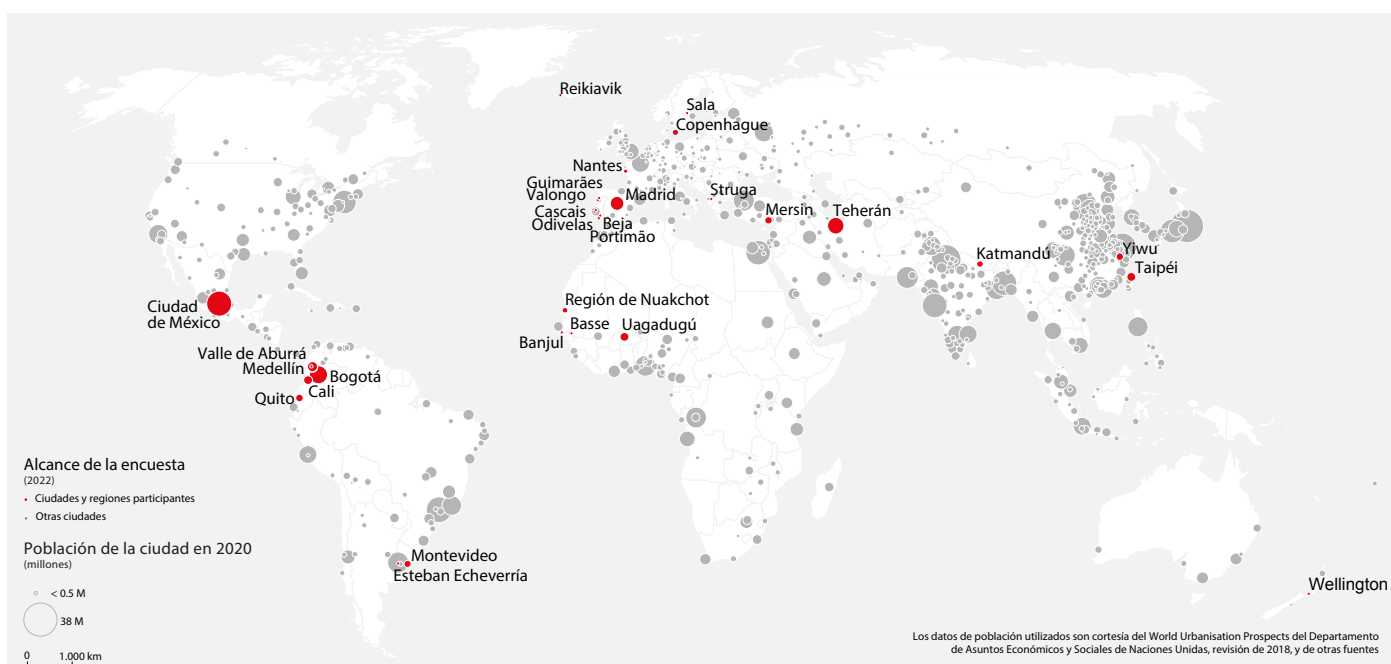 Reikiavik
Sala
Copenhague
Nantes
Guimarães
Valongo
Madrid
Struga
Cascais
Odivelas
Beja
Portimão
Mersin
Teherán
Katmandú
Yiwu
Taipéi
Ciudad
de México
Región de Nuakchot
Basse
Uagadugú
Banjul
Valle de Aburrá
Medellín
Bogotá
Cali
Quito
Montevideo
Esteban Echeverría
Wellington
Alcance de la encuesta
(2022)
Ciudades y regiones participantes
Otras ciudades
Población de la ciudad en 2020
(millones)
< 0.5 M
38 M
0 1.000 km
Los datos de población utilizados son cortesía del World Urbanisation Prospects del Departamento
de Asuntos Económicos y Sociales de Naciones Unidas, revisión de 2018, y de otras fuentes